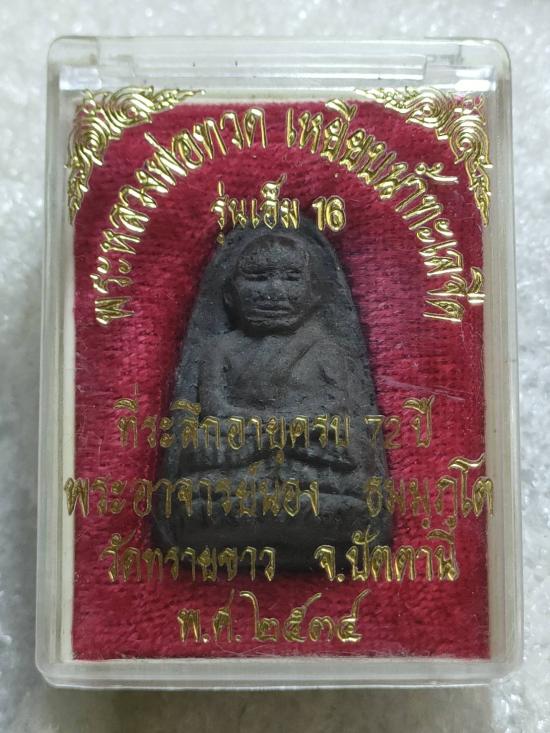 พระหลวงพ่อทวด เหยียบน้ำทะเลจืด
รุ่นเอ็ม 16
ที่ระลึกอายุครบ 72 ปี
พระอาจารย์นอง ธมฺมภูโต
วัดทรายขาว จ.ปัตตานี
พ.ศ.๒๕๓๔